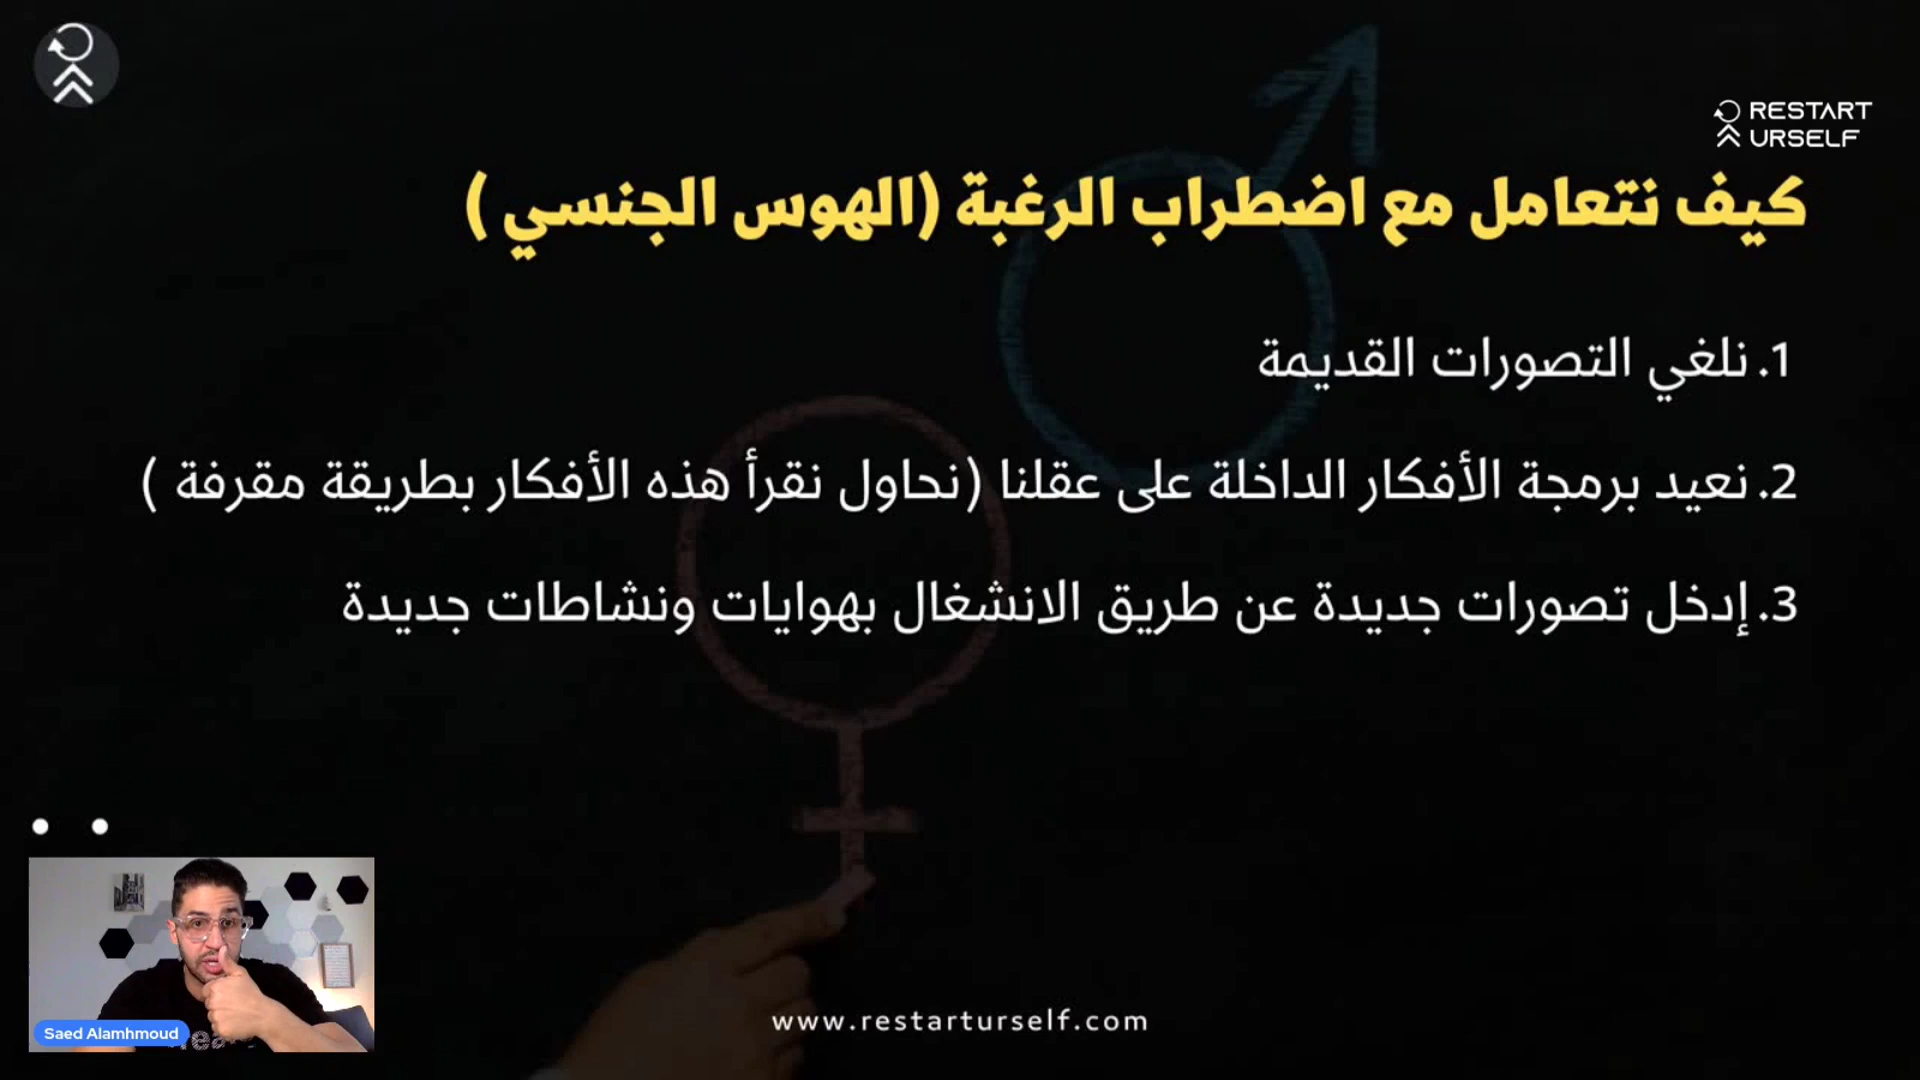 RESTART
URSELF
كيف نتعامل مع اضطراب الرغبة (الهوس الجنسي )
1. نلغي التصورات القديمة
2. نعيد برمجة الأفكار الداخلة على عقلنا (نحاول نقرأ هذه الأفكار بطريقة مقرفة )
3. إدخل تصورات جديدة عن طريق الانشغال بهوايات ونشاطات جديدة
Saed Alamhmoud
www.restarturself.com